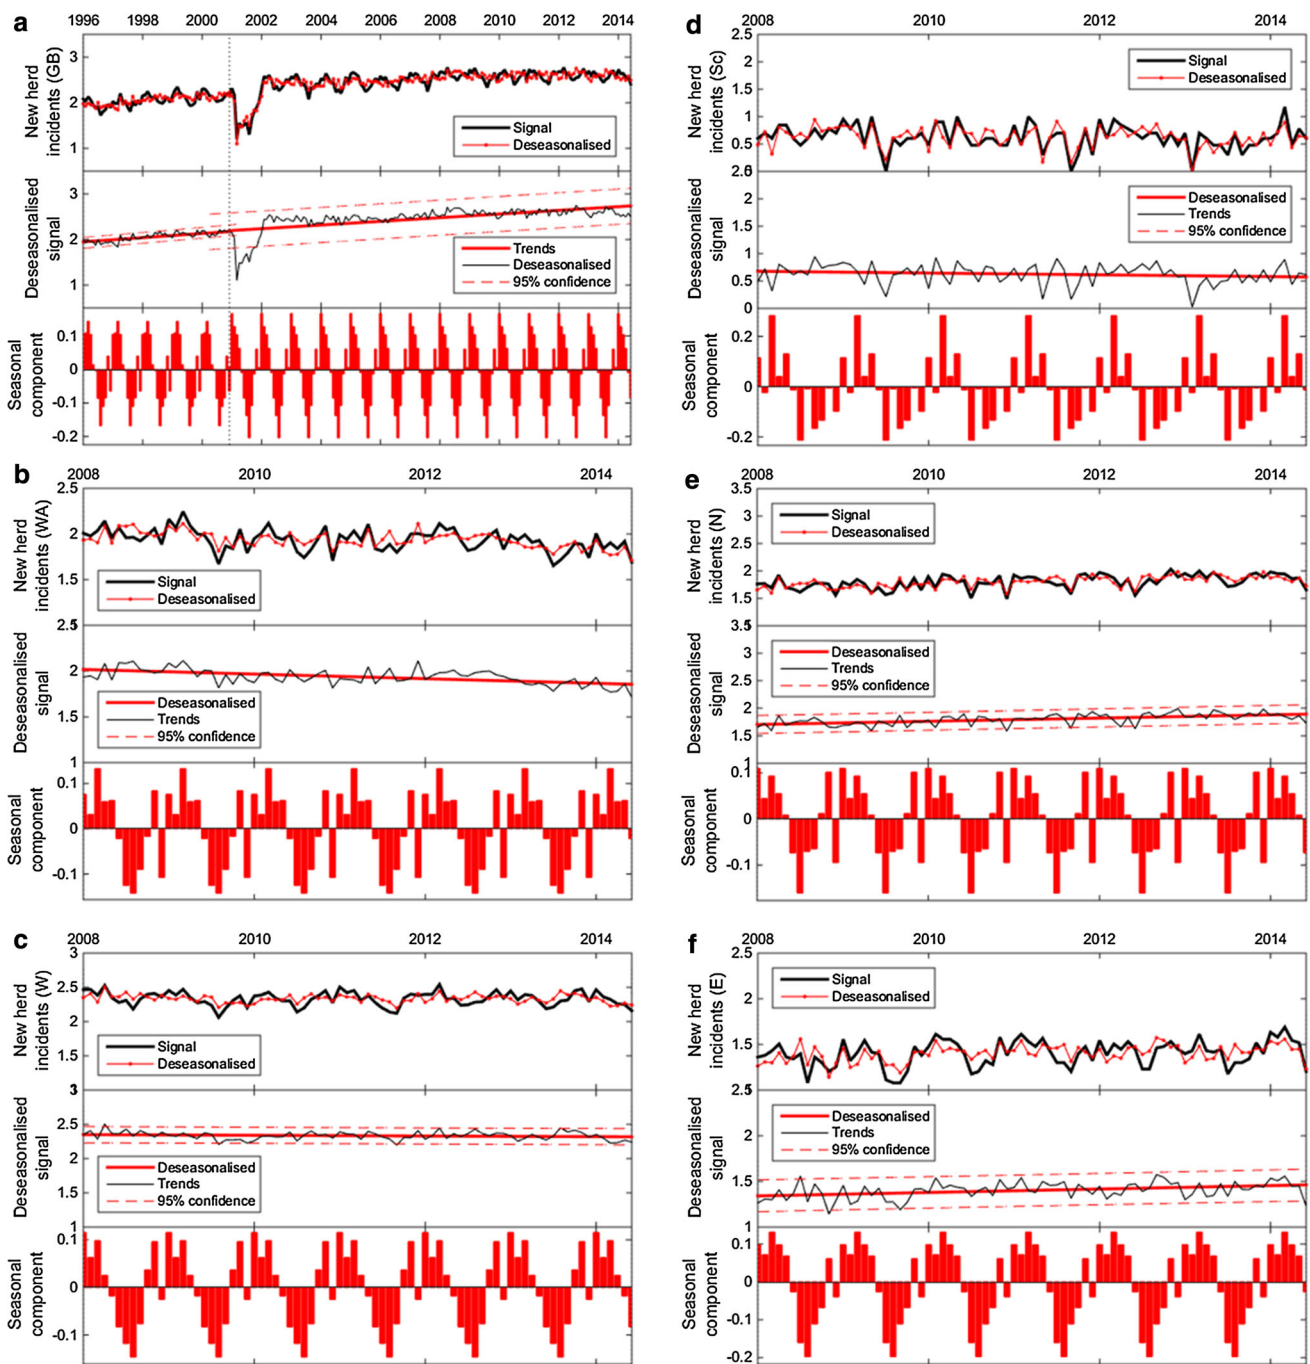 a
1996 1998 2000 2002 2004 2006 2008 2010 2012 2014
New herd
incidents (GB)
3
2
1
Signal
Deseasonalised
Deseasonalised
signal
3
2
1
Trends
Deseasonalised
95% confidence
Seasonal
component
0.1
0
-0.1
-0.2
b
2008 2010 2012 2014
New herd
incidents (WA)
2.5
2
1.5
Signal
Deseasonalised
Deseasonalised
signal
2.5
2
1.5
1
Deseasonalised
Trends
95% confidence
Seasonal
component
0.1
0
-0.1
c
2008 2010 2012 2014
New herd
incidents (W)
3
2.5
2
1.5
Signal
Deseasonalised
Deseasonalised
signal
3
2.5
2
1.5
1
Deseasonalised
Trends
95% confidence
Seasonal
component
0.1
0
-0.1
d
2008 2010 2012 2014
New herd
incidents (Sc)
2.5
2
1.5
1
0.5
Signal
Deseasonalised
Deseasonalised
signal
2
1.5
1
0.5
0
Deseasonalised
Trends
95% confidence
Seasonal
component
0.2
0
-0.2
e
2008 2010 2012 2014
New herd
incidents (N)
3.5
3
2.5
2
1.5
Signal
Deseasonalised
Deseasonalised
signal
3.5
3
2.5
2
1.5
1
Deseasonalised
Trends
95% confidence
Seasonal
component
0.1
0
-0.1
f
2008 2010 2012 2014
New herd
incidents (E)
2.5
2
1.5
Signal
Deseasonalised
Deseasonalised
signal
2.5
2
1.5
1
Deseasonalised
Trends
95% confidence
Seasonal
component
0.1
0
-0.1
-0.2